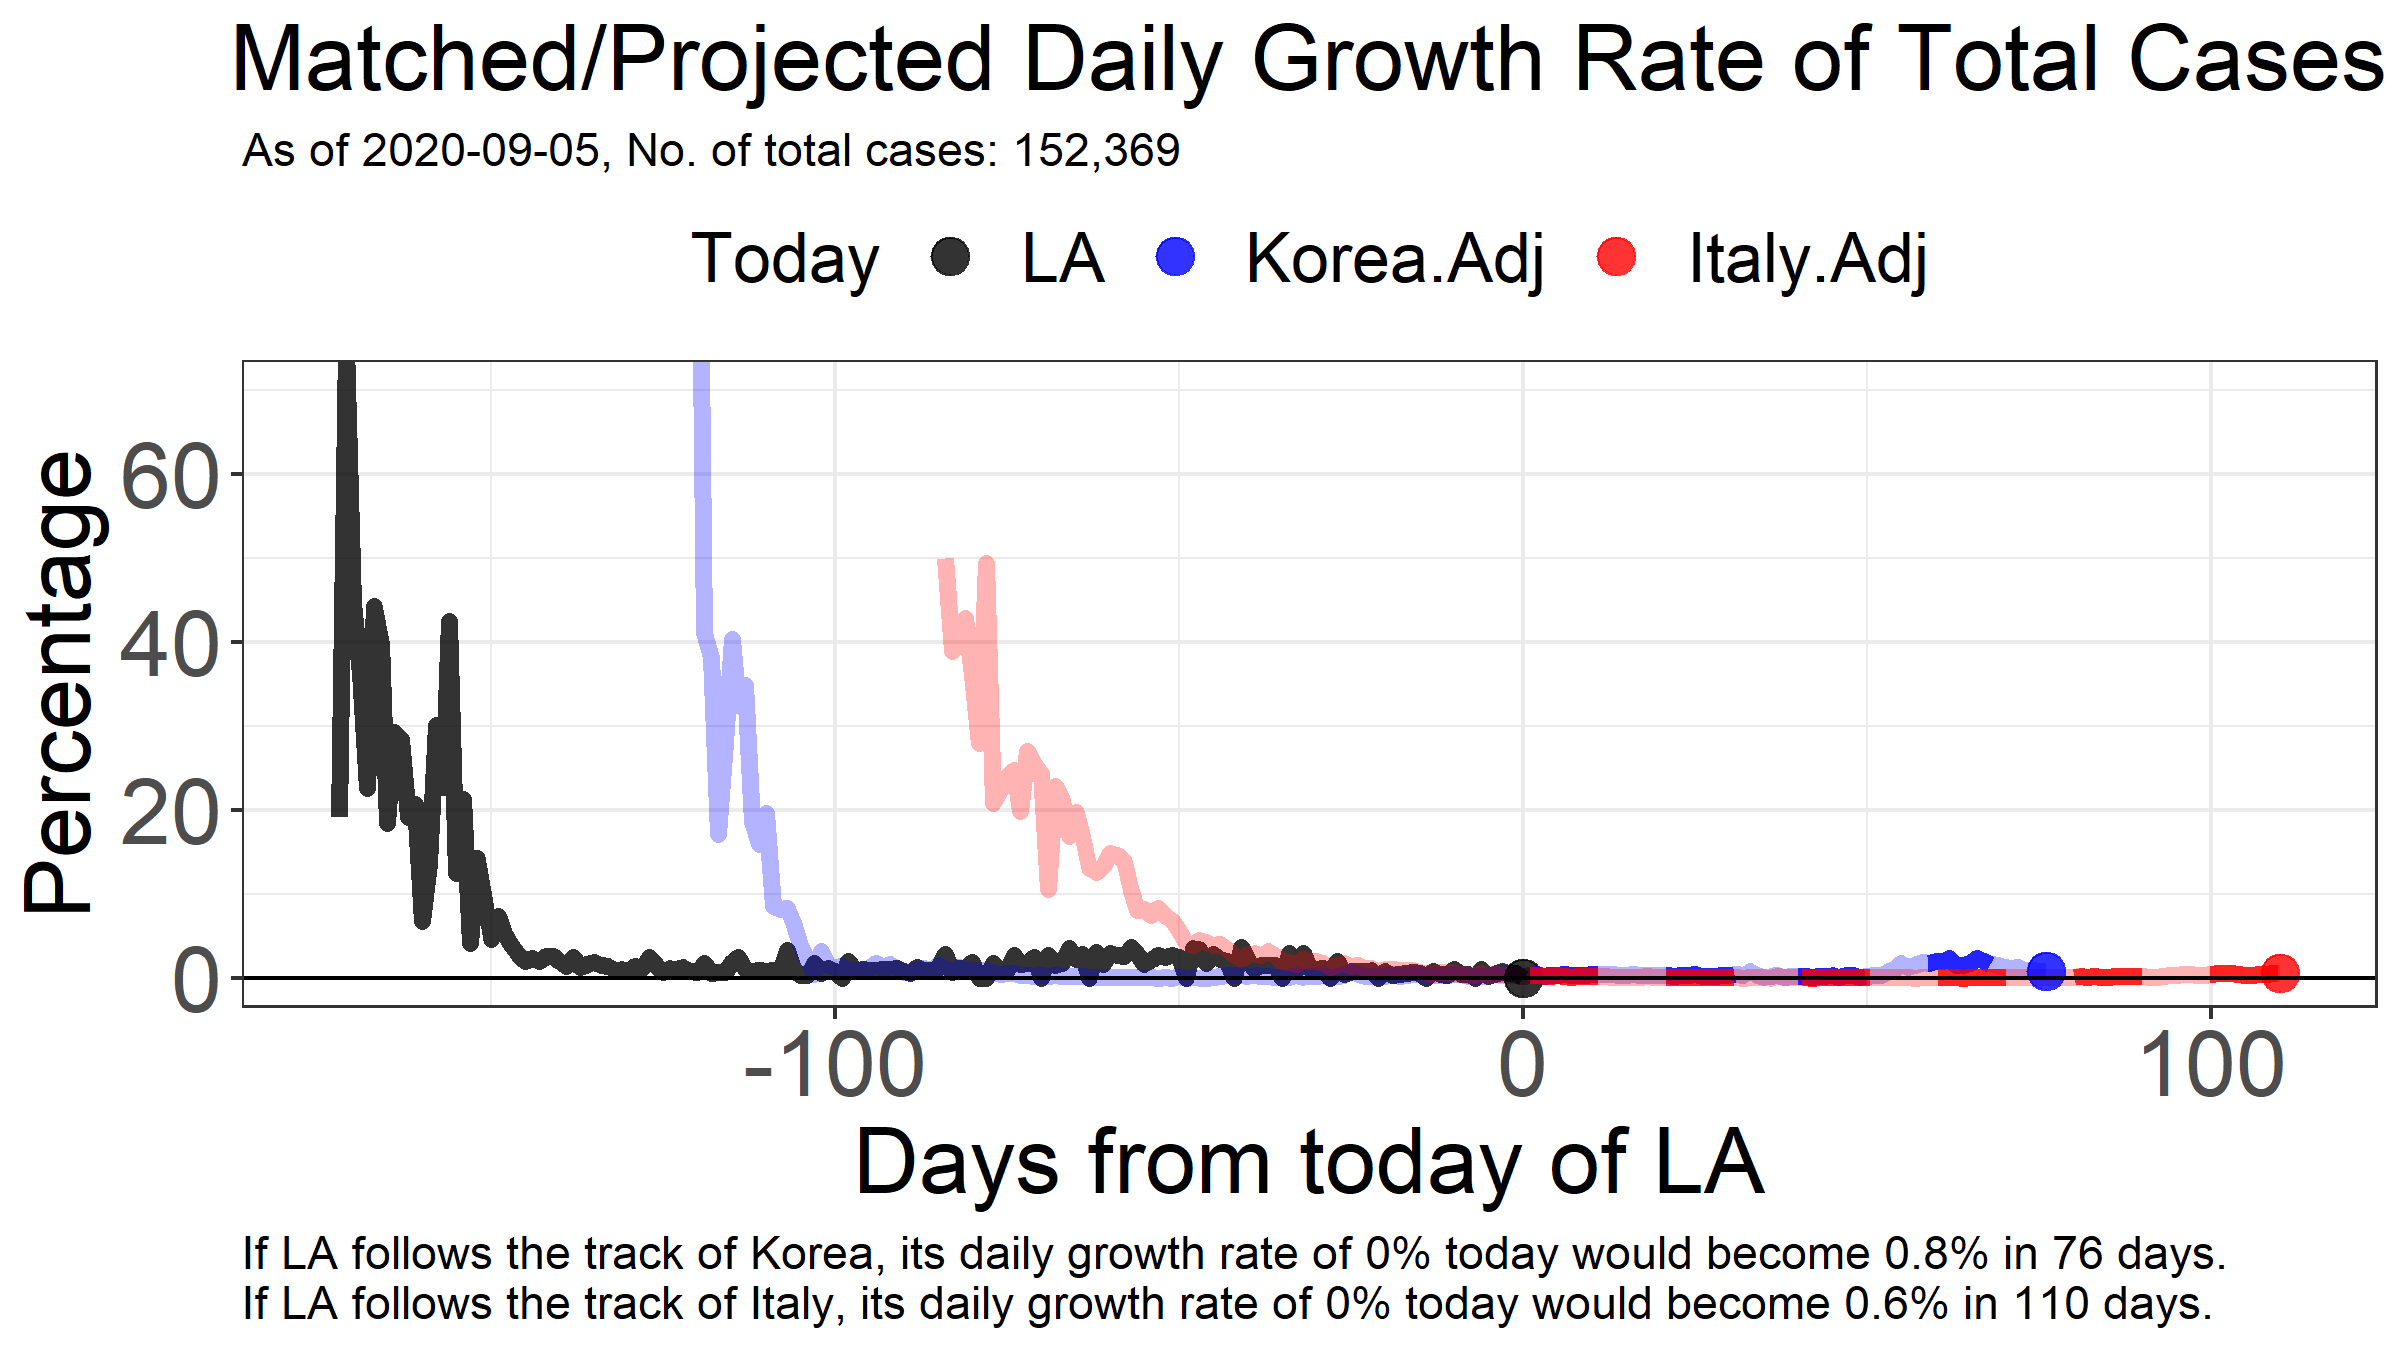 Matched/Projected Daily Growth Rate of Total Cases
As of 2020-09-05, No. of total cases: 152,369
Today LA Korea.Adj Italy.Adj
Percentage
60
40
20
0
-100 0 100
Days from today of LA
If LA follows the track of Korea, its daily growth rate of 0% today would become 0.8% in 76 days.
If LA follows the track of Italy, its daily growth rate of 0% today would become 0.6% in 110 days.